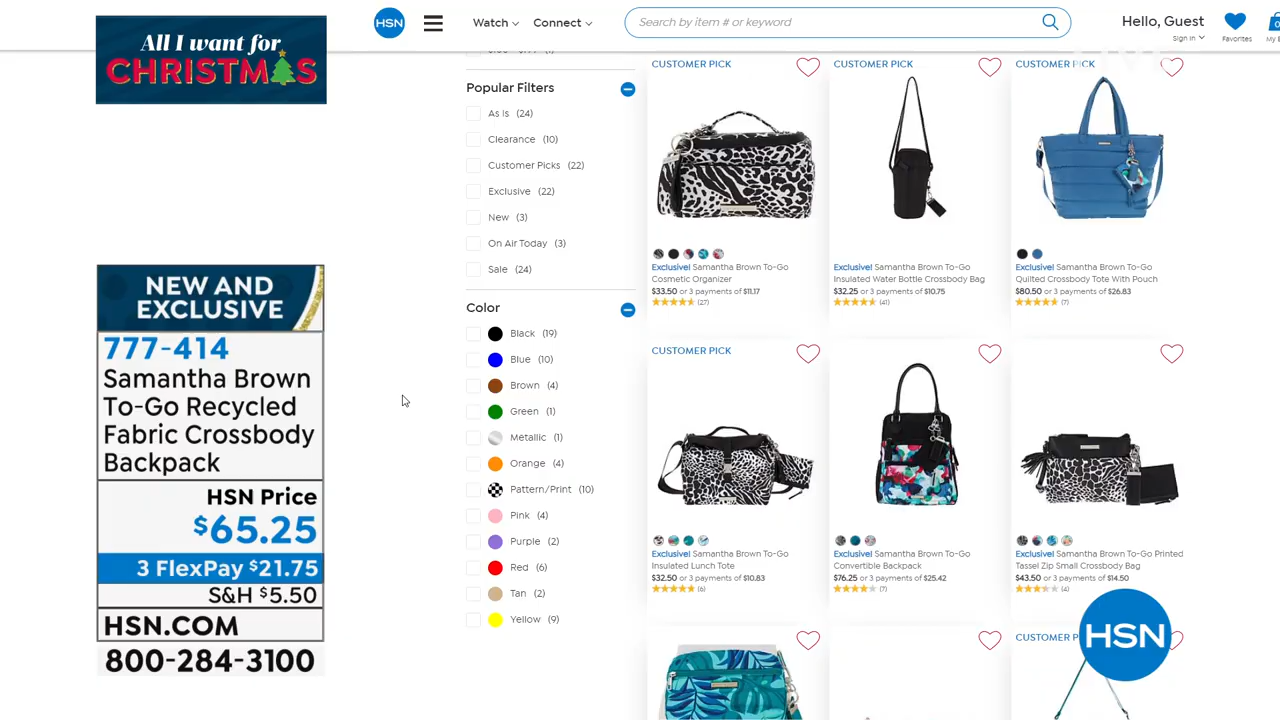 All I want for
CHRISTMAS
HSN
Watch
Connect
Search by item # or keyword
Hello, Guest
Sign In
Favorites
0
NEW AND
EXCLUSIVE
777-414
Samantha Brown
To-Go Recycled
Fabric Crossbody
Backpack
HSN Price
$65.25
3 FlexPay $21.75
S&H $5.50
HSN.COM
800-284-3100
Popular Filters
As Is (24)
Clearance (10)
Customer Picks (22)
Exclusive (22)
New (3)
On Air Today (3)
Sale (24)
Color
Black (19)
Blue (10)
Brown (4)
Green (1)
Metallic (1)
Orange (4)
Pattern/Print (10)
Pink (4)
Purple (2)
Red (6)
Tan (2)
Yellow (9)
CUSTOMER PICK
Exclusive! Samantha Brown To-Go
Cosmetic Organizer
$33.50 or 3 payments of $11.17
(27)
CUSTOMER PICK
Exclusive! Samantha Brown To-Go
Insulated Water Bottle Crossbody Bag
$32.25 or 3 payments of $10.75
(41)
CUSTOMER PICK
Exclusive! Samantha Brown To-Go
Quilted Crossbody Tote With Pouch
$80.50 or 3 payments of $26.83
(7)
CUSTOMER PICK
Exclusive! Samantha Brown To-Go
Insulated Lunch Tote
$32.50 or 3 payments of $10.83
(6)
Exclusive! Samantha Brown To-Go
Convertible Backpack
$76.25 or 3 payments of $25.42
(7)
Exclusive! Samantha Brown To-Go Printed
Tassel Zip Small Crossbody Bag
$43.50 or 3 payments of $14.50
(4)
CUSTOMER P
HSN